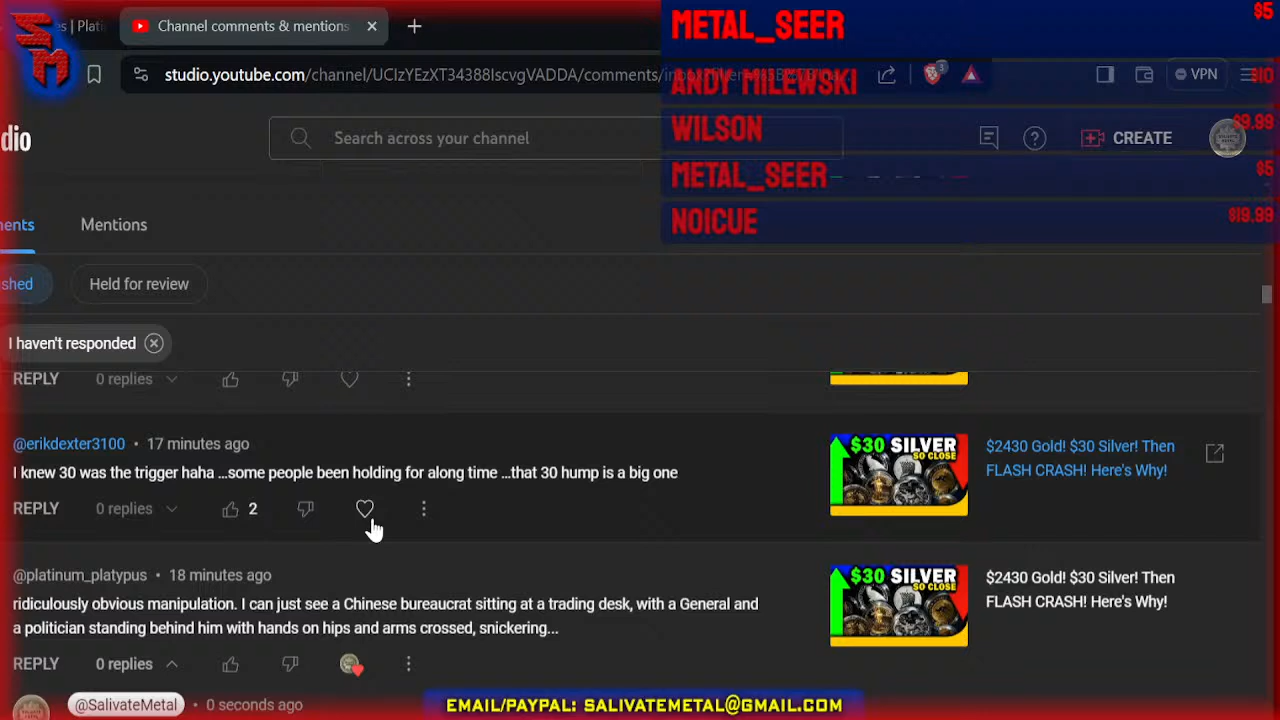 SM
es | Plati
Channel comments & mentions
METAL_SEER
$5
studio.youtube.com/channel/UCIzYEzXT34388IscvgVADDA/comments/
3
VPN
ANDY MILEWSKI
$10
dio
Search across your channel
WILSON
$9.99
CREATE
METAL_SEER
$5
NOICUE
$19.99
ents
Mentions
shed
Held for review
I haven't responded
REPLY
0 replies
@erikdexter3100 • 17 minutes ago
I knew 30 was the trigger haha ...some people been holding for along time ...that 30 hump is a big one
REPLY
0 replies
2
$30 SILVER
SO CLOSE
$2430 Gold! $30 Silver! Then
FLASH CRASH! Here's Why!
@platinum_platypus • 18 minutes ago
ridiculously obvious manipulation. I can just see a Chinese bureaucrat sitting at a trading desk, with a General and
a politician standing behind him with hands on hips and arms crossed, snickering...
REPLY
0 replies
$30 SILVER
SO CLOSE
$2430 Gold! $30 Silver! Then
FLASH CRASH! Here's Why!
@SalivateMetal • 0 seconds ago
EMAIL/PAYPAL: SALIVATEMETAL@GMAIL.COM